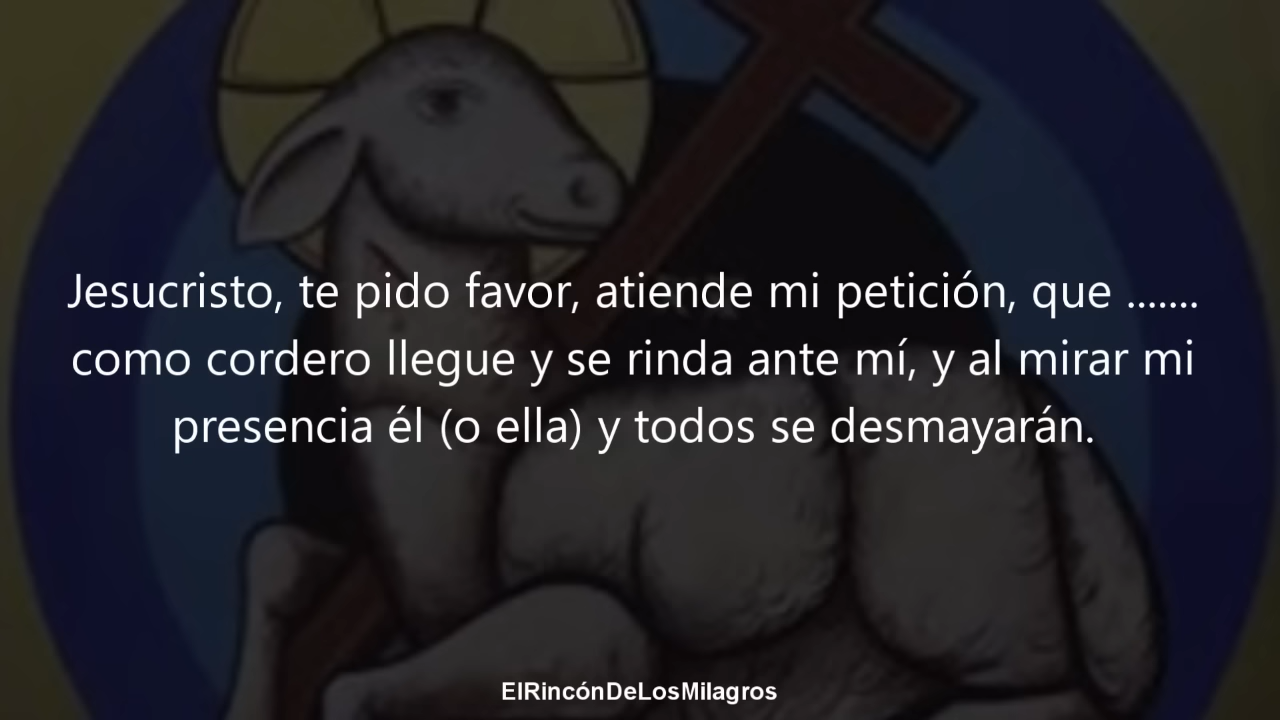 Jesucristo, te pido favor, atiende mi petición, que .......
como cordero llegue y se rinda ante mí, y al mirar mi
presencia él (o ella) y todos se desmayarán.
ElRincónDeLosMilagros